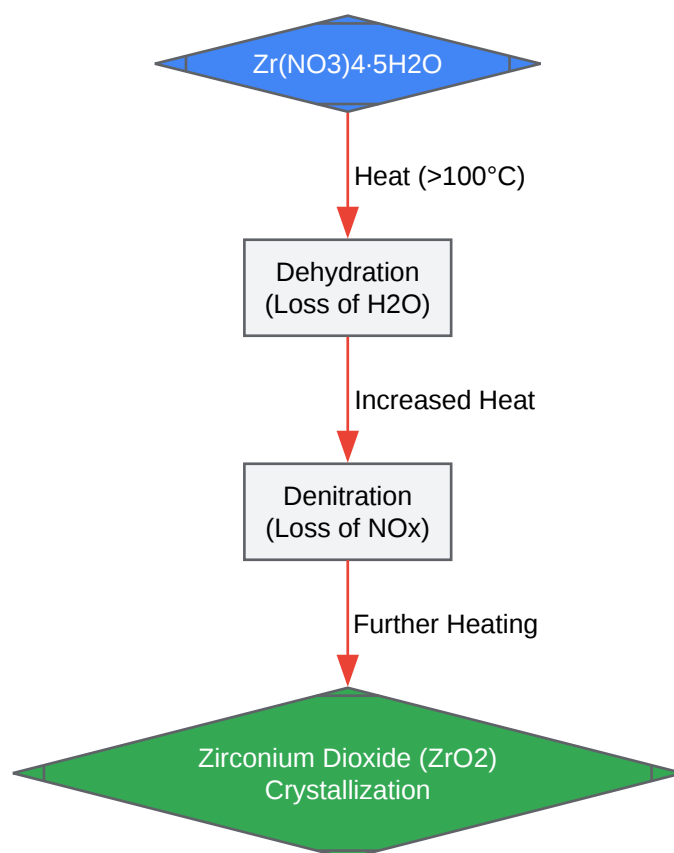 Zr(NO3)4·5H2O
Heat (>100°C)
Dehydration
(Loss of H2O)
Increased Heat
Denitration
(Loss of NOx)
Further Heating
Zirconium Dioxide (ZrO2)
Crystallization